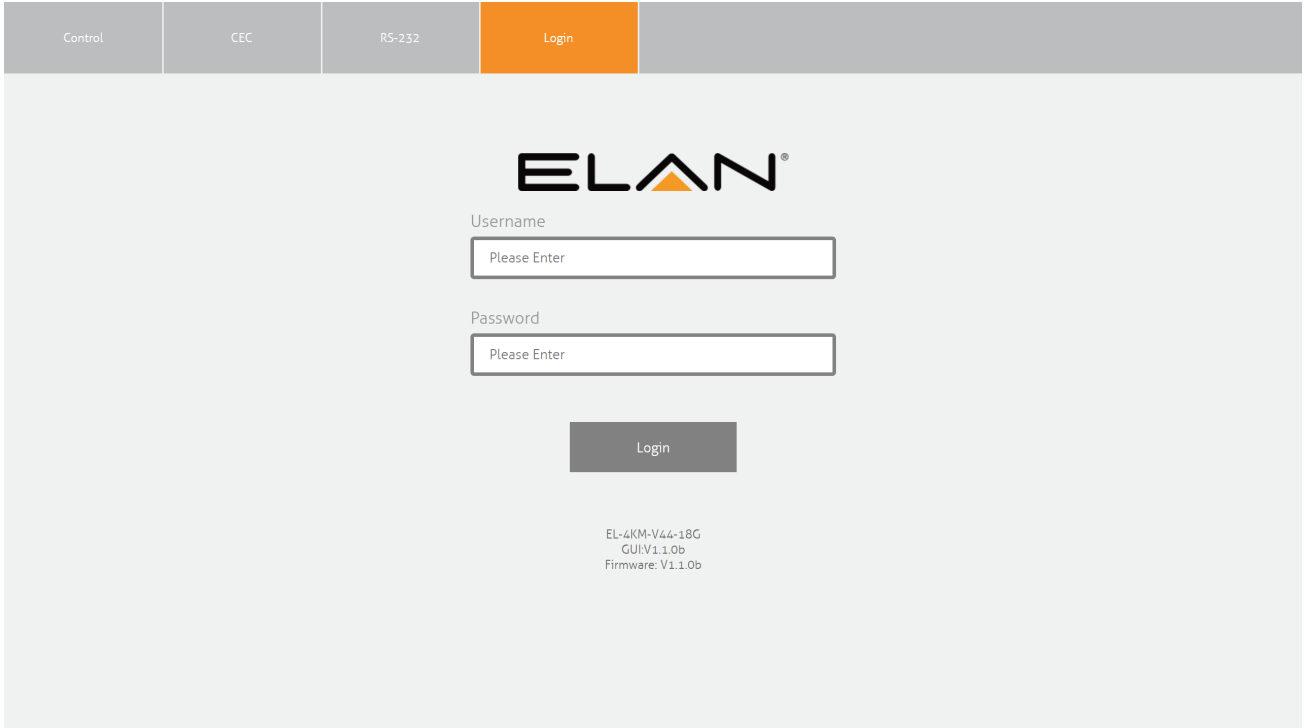 Control
CEC
RS-232
Login
ELAN®
Username
Please Enter
Password
Please Enter
Login
EL-4KM-V44-18G
GUI:V1.1.0b
Firmware: V1.1.0b